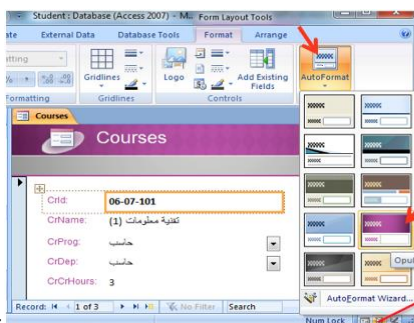 Student : Database (Access 2007) - M... Form Layout Tools
ate External Data Database Tools Format Arrange
atting
Gridlines
Logo
Add Existing Fields
AutoFormat
Formatting Gridlines Controls
Courses
Courses
CrId: 06-07-101
CrName: تقنية معلومات (1)
CrProg: حاسب
CrDep: حاسب
CrCrHours: 3
Record: 1 of 3 No Filter Search
AutoFormat Wizard...
Num Lock